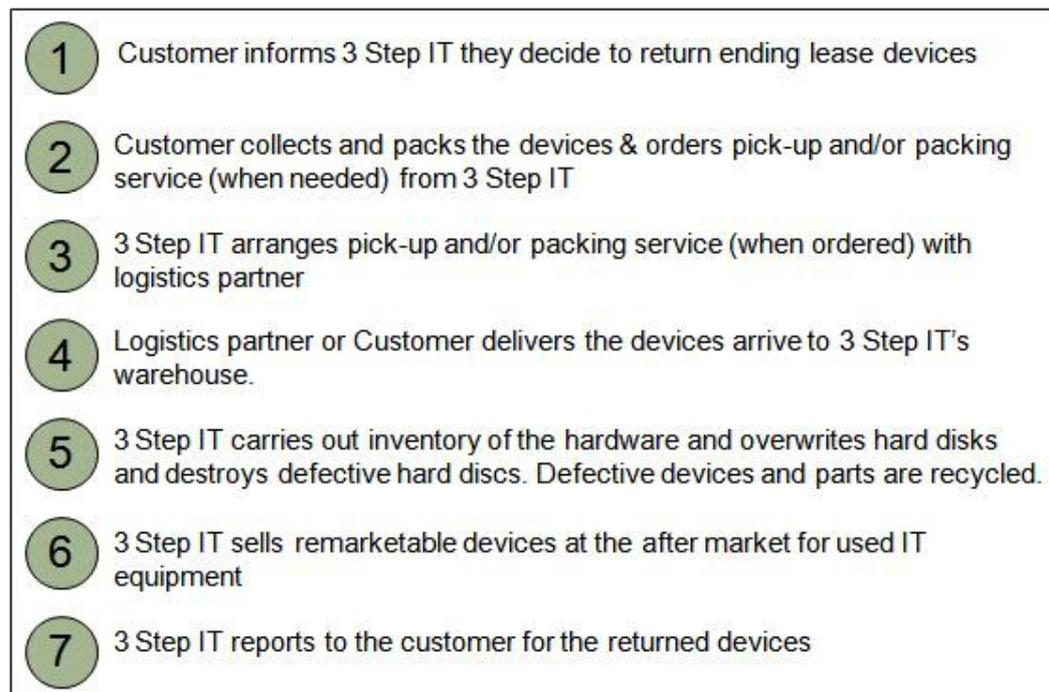 1 Customer informs 3 Step IT they decide to return ending lease devices
2 Customer collects and packs the devices & orders pick-up and/or packing
service (when needed) from 3 Step IT
3 3 Step IT arranges pick-up and/or packing service (when ordered) with
logistics partner
4 Logistics partner or Customer delivers the devices arrive to 3 Step IT’s
warehouse.
5 3 Step IT carries out inventory of the hardware and overwrites hard disks
and destroys defective hard discs. Defective devices and parts are recycled.
6 3 Step IT sells remarketable devices at the after market for used IT
equipment
7 3 Step IT reports to the customer for the returned devices